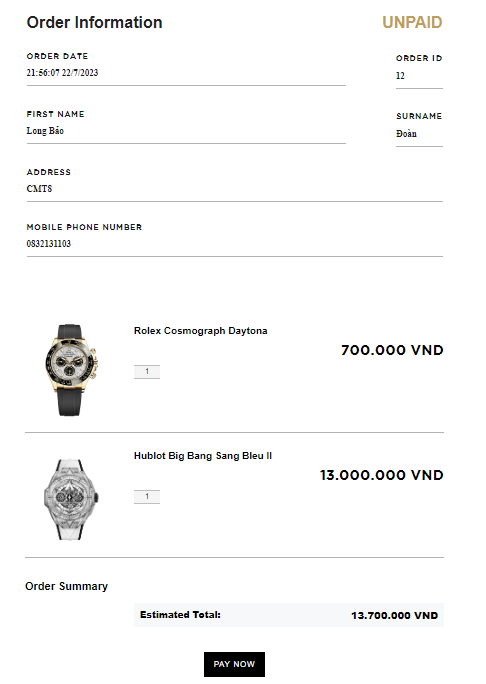 Order Information
UNPAID
ORDER DATE
21:56:07 22/7/2023
ORDER ID
12
FIRST NAME
Long Bảo
SURNAME
Đoàn
ADDRESS
CMT8
MOBILE PHONE NUMBER
0832131103
Rolex Cosmograph Daytona
700.000 VND
1
Hublot Big Bang Sang Bleu II
13.000.000 VND
1
Order Summary
Estimated Total:
13.700.000 VND
PAY NOW